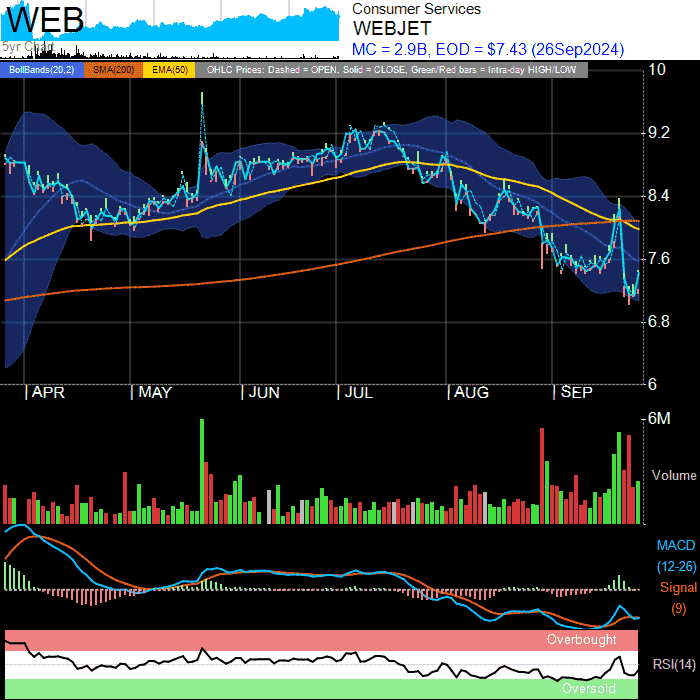 WEB
5yr Chart
Consumer Services
WEBJET
MC = 2.9B, EOD = $7.43 (26Sep2024)
BollBands(20,2) SMA(200) EMA(50) OHLC Prices: Dashed = OPEN, Solid = CLOSE, Green/Red bars = Intra-day HIGH/LOW
10
9.2
8.4
7.6
6.8
6
APR MAY JUN JUL AUG SEP
6M
Volume
MACD
(12-26)
Signal
(9)
Overbought
RSI(14)
Oversold